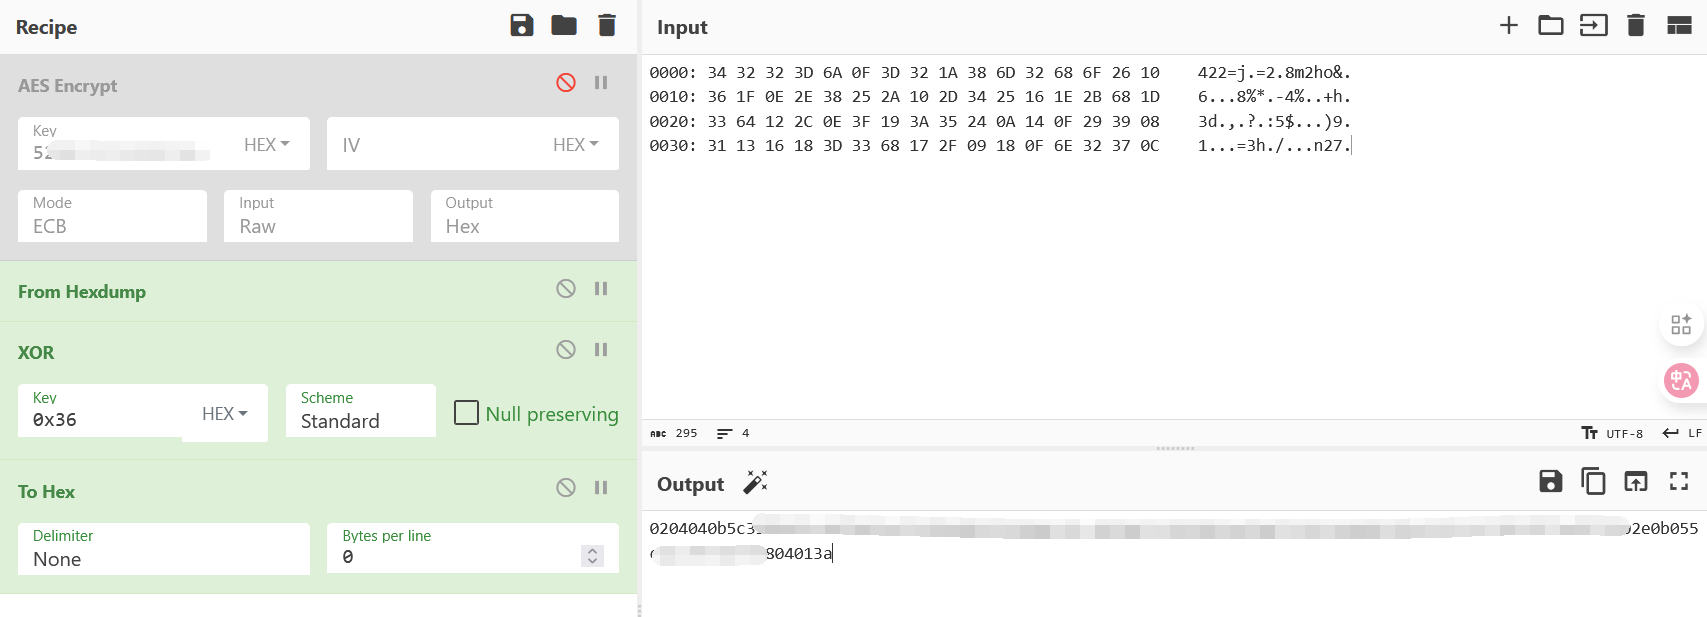 Recipe
AES Encrypt
Key
HEX
IV
HEX
Mode
ECB
Input
Raw
Output
Hex
From Hexdump
XOR
Key
0x36
HEX
Scheme
Standard
Null preserving
To Hex
Delimiter
None
Bytes per line
0
Input
0000: 34 32 32 3D 6A 0F 3D 32 1A 38 6D 32 68 6F 26 10 422=j.=2.8m2ho&.
0010: 36 1F 0E 2E 38 25 2A 10 2D 34 25 16 1E 2B 68 1D 6...8%*.-4%..+h.
0020: 33 64 12 2C 0E 3F 19 3A 35 24 0A 14 0F 29 39 08 3d.,.?.:5$...)9.
0030: 31 13 16 18 3D 33 68 17 2F 09 18 0F 6E 32 37 0C 1...=3h./...n27.
ABC 295 4
Tт UTF-8 LF
Output
0204040b5c3 2e0b055
804013a